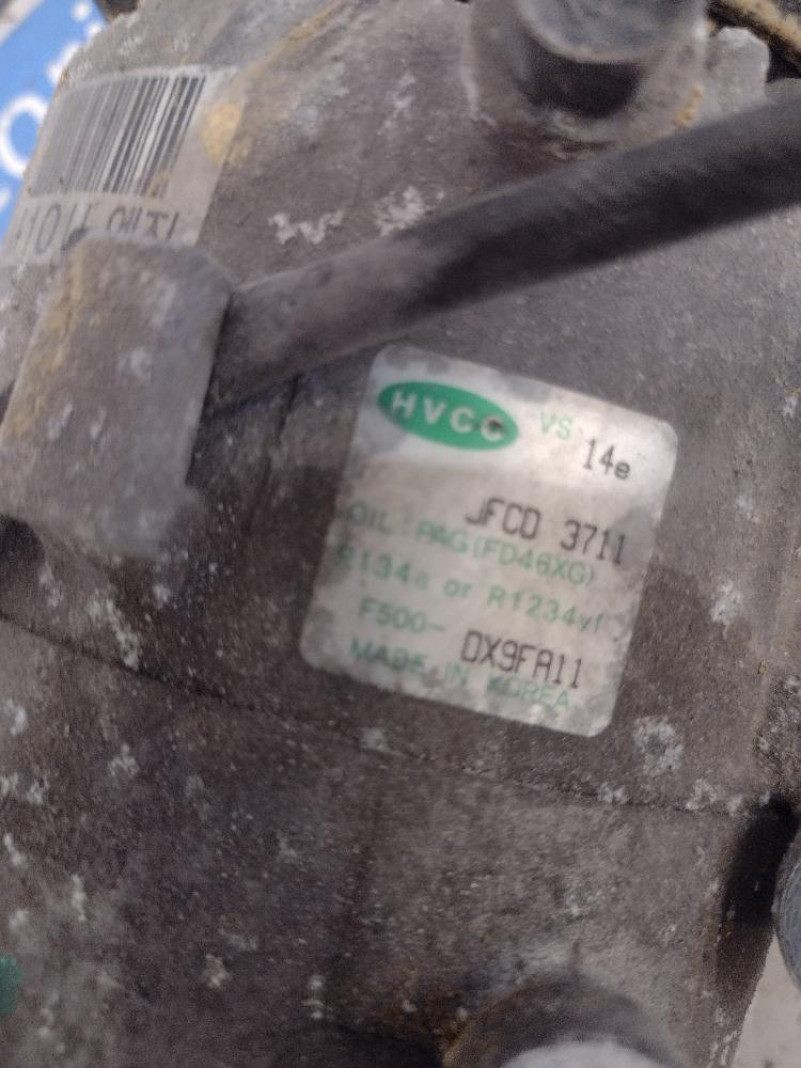 HVCC VS 14e
JFCD 3711
OIL : PAG(FD46XG)
R134a or R1234yf
F500- DX9FA11
MADE IN KOREA